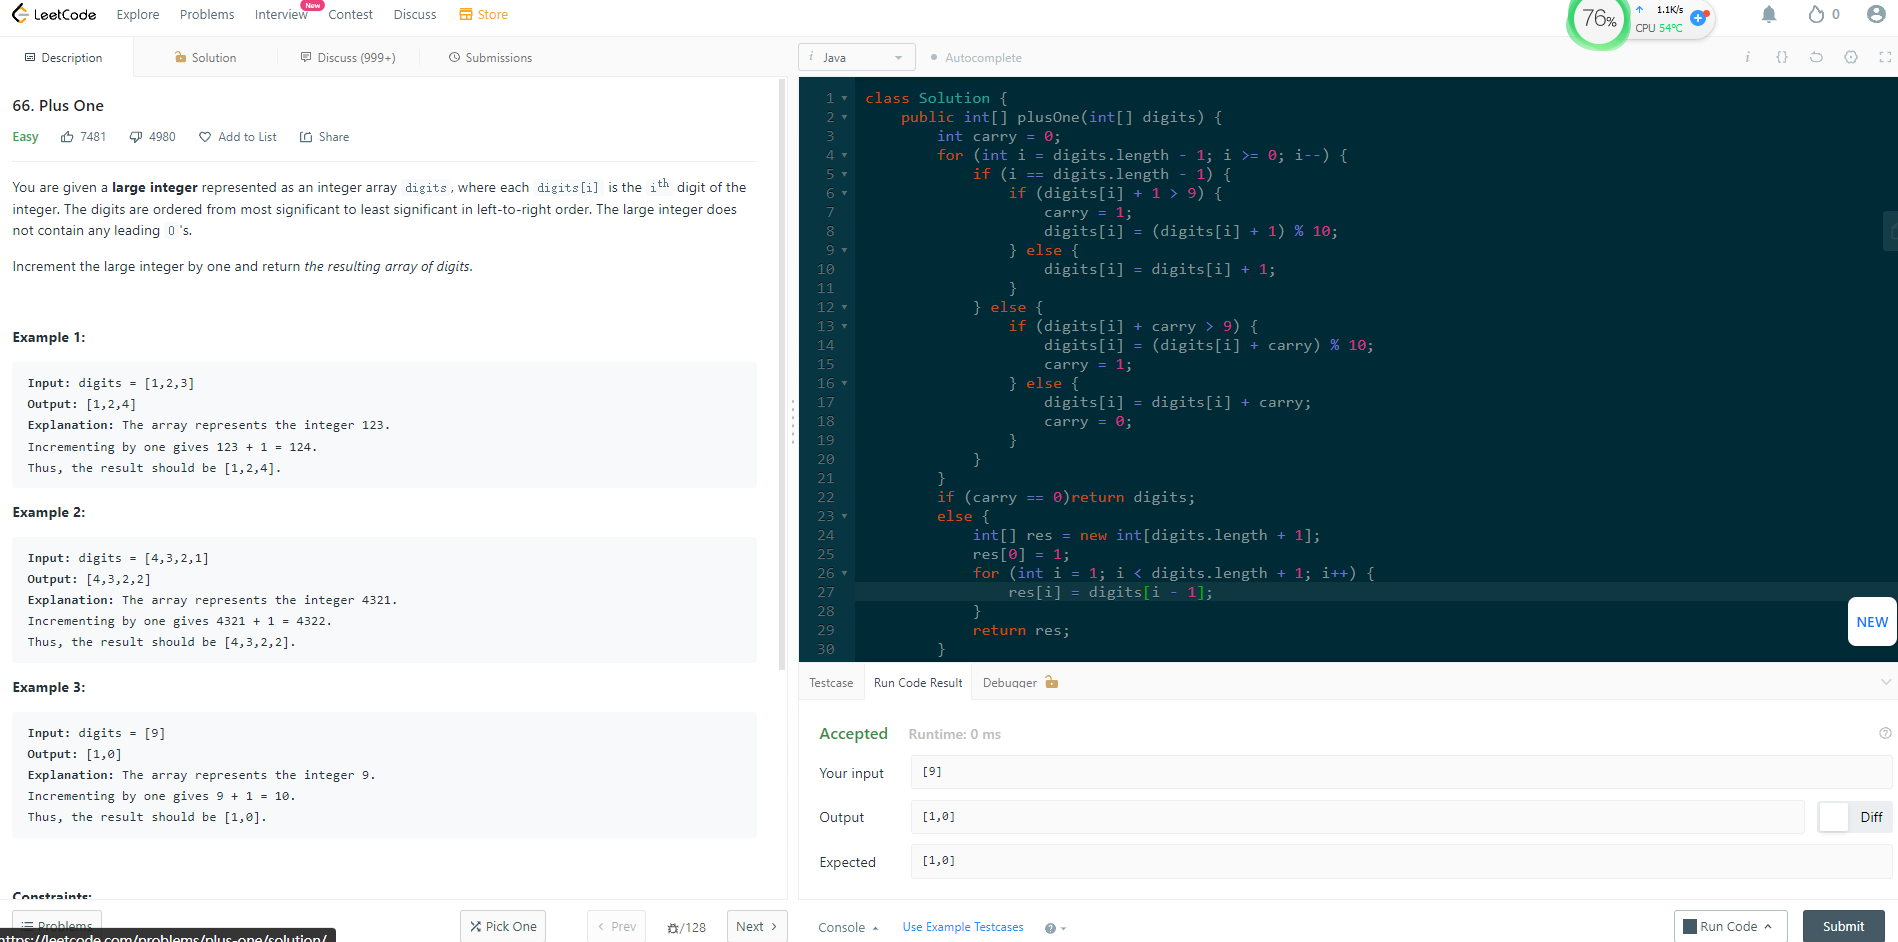 LeetCode Explore Problems Interview New Contest Discuss Store
76% 1.1K/s CPU 54°C 0
Description Solution Discuss (999+) Submissions
i Java Autocomplete
66. Plus One
Easy 7481 4980 Add to List Share
You are given a large integer represented as an integer array digits, where each digits[i] is the ith digit of the
integer. The digits are ordered from most significant to least significant in left-to-right order. The large integer does
not contain any leading 0's.
Increment the large integer by one and return the resulting array of digits.
Example 1:
Input: digits = [1,2,3]
Output: [1,2,4]
Explanation: The array represents the integer 123.
Incrementing by one gives 123 + 1 = 124.
Thus, the result should be [1,2,4].
Example 2:
Input: digits = [4,3,2,1]
Output: [4,3,2,2]
Explanation: The array represents the integer 4321.
Incrementing by one gives 4321 + 1 = 4322.
Thus, the result should be [4,3,2,2].
Example 3:
Input: digits = [9]
Output: [1,0]
Explanation: The array represents the integer 9.
Incrementing by one gives 9 + 1 = 10.
Thus, the result should be [1,0].
Constraints:
Problems
https://leetcode.com/problems/plus-one/solution/
Pick One
< Prev
/128
Next >
1 class Solution {
2 public int[] plusOne(int[] digits) {
3 int carry = 0;
4 for (int i = digits.length - 1; i >= 0; i--) {
5 if (i == digits.length - 1) {
6 if (digits[i] + 1 > 9) {
7 carry = 1;
8 digits[i] = (digits[i] + 1) % 10;
9 } else {
10 digits[i] = digits[i] + 1;
11 }
12 } else {
13 if (digits[i] + carry > 9) {
14 digits[i] = (digits[i] + carry) % 10;
15 carry = 1;
16 } else {
17 digits[i] = digits[i] + carry;
18 carry = 0;
19 }
20 }
21 }
22 if (carry == 0)return digits;
23 else {
24 int[] res = new int[digits.length + 1];
25 res[0] = 1;
26 for (int i = 1; i < digits.length + 1; i++) {
27 res[i] = digits[i - 1];
28 }
29 return res;
30 }
NEW
Testcase Run Code Result Debugger
Accepted Runtime: 0 ms
Your input [9]
Output [1,0] Diff
Expected [1,0]
Console Use Example Testcases Run Code Submit